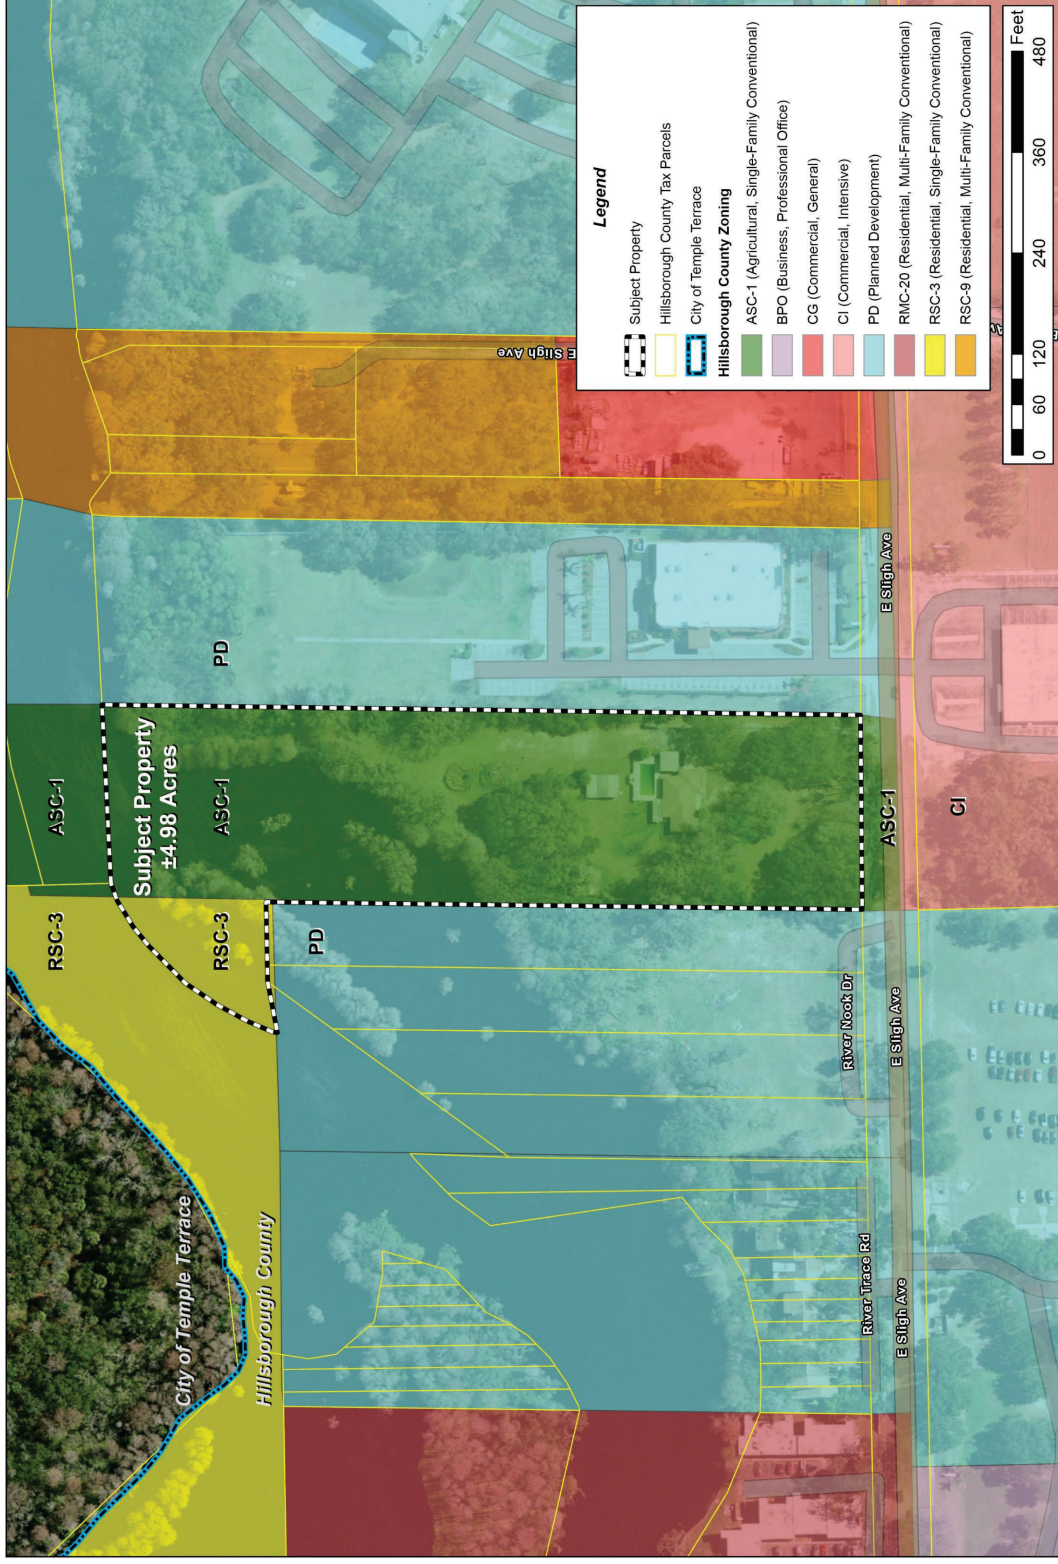 ASC-1
RSC-3
Subject Property
±4.98 Acres
ASC-1
RSC-3
PD
PD
City of Temple Terrace
Hillsborough County
E Sligh Ave
E Sligh Ave
ASC-1
CI
River Nook Dr
E Sligh Ave
River Trace Rd
E Sligh Ave
Legend
Subject Property
Hillsborough County Tax Parcels
City of Temple Terrace
Hillsborough County Zoning
ASC-1 (Agricultural, Single-Family Conventional)
BPO (Business, Professional Office)
CG (Commercial, General)
CI (Commercial, Intensive)
PD (Planned Development)
RMC-20 (Residential, Multi-Family Conventional)
RSC-3 (Residential, Single-Family Conventional)
RSC-9 (Residential, Multi-Family Conventional)
0 60 120 240 360 480
Feet